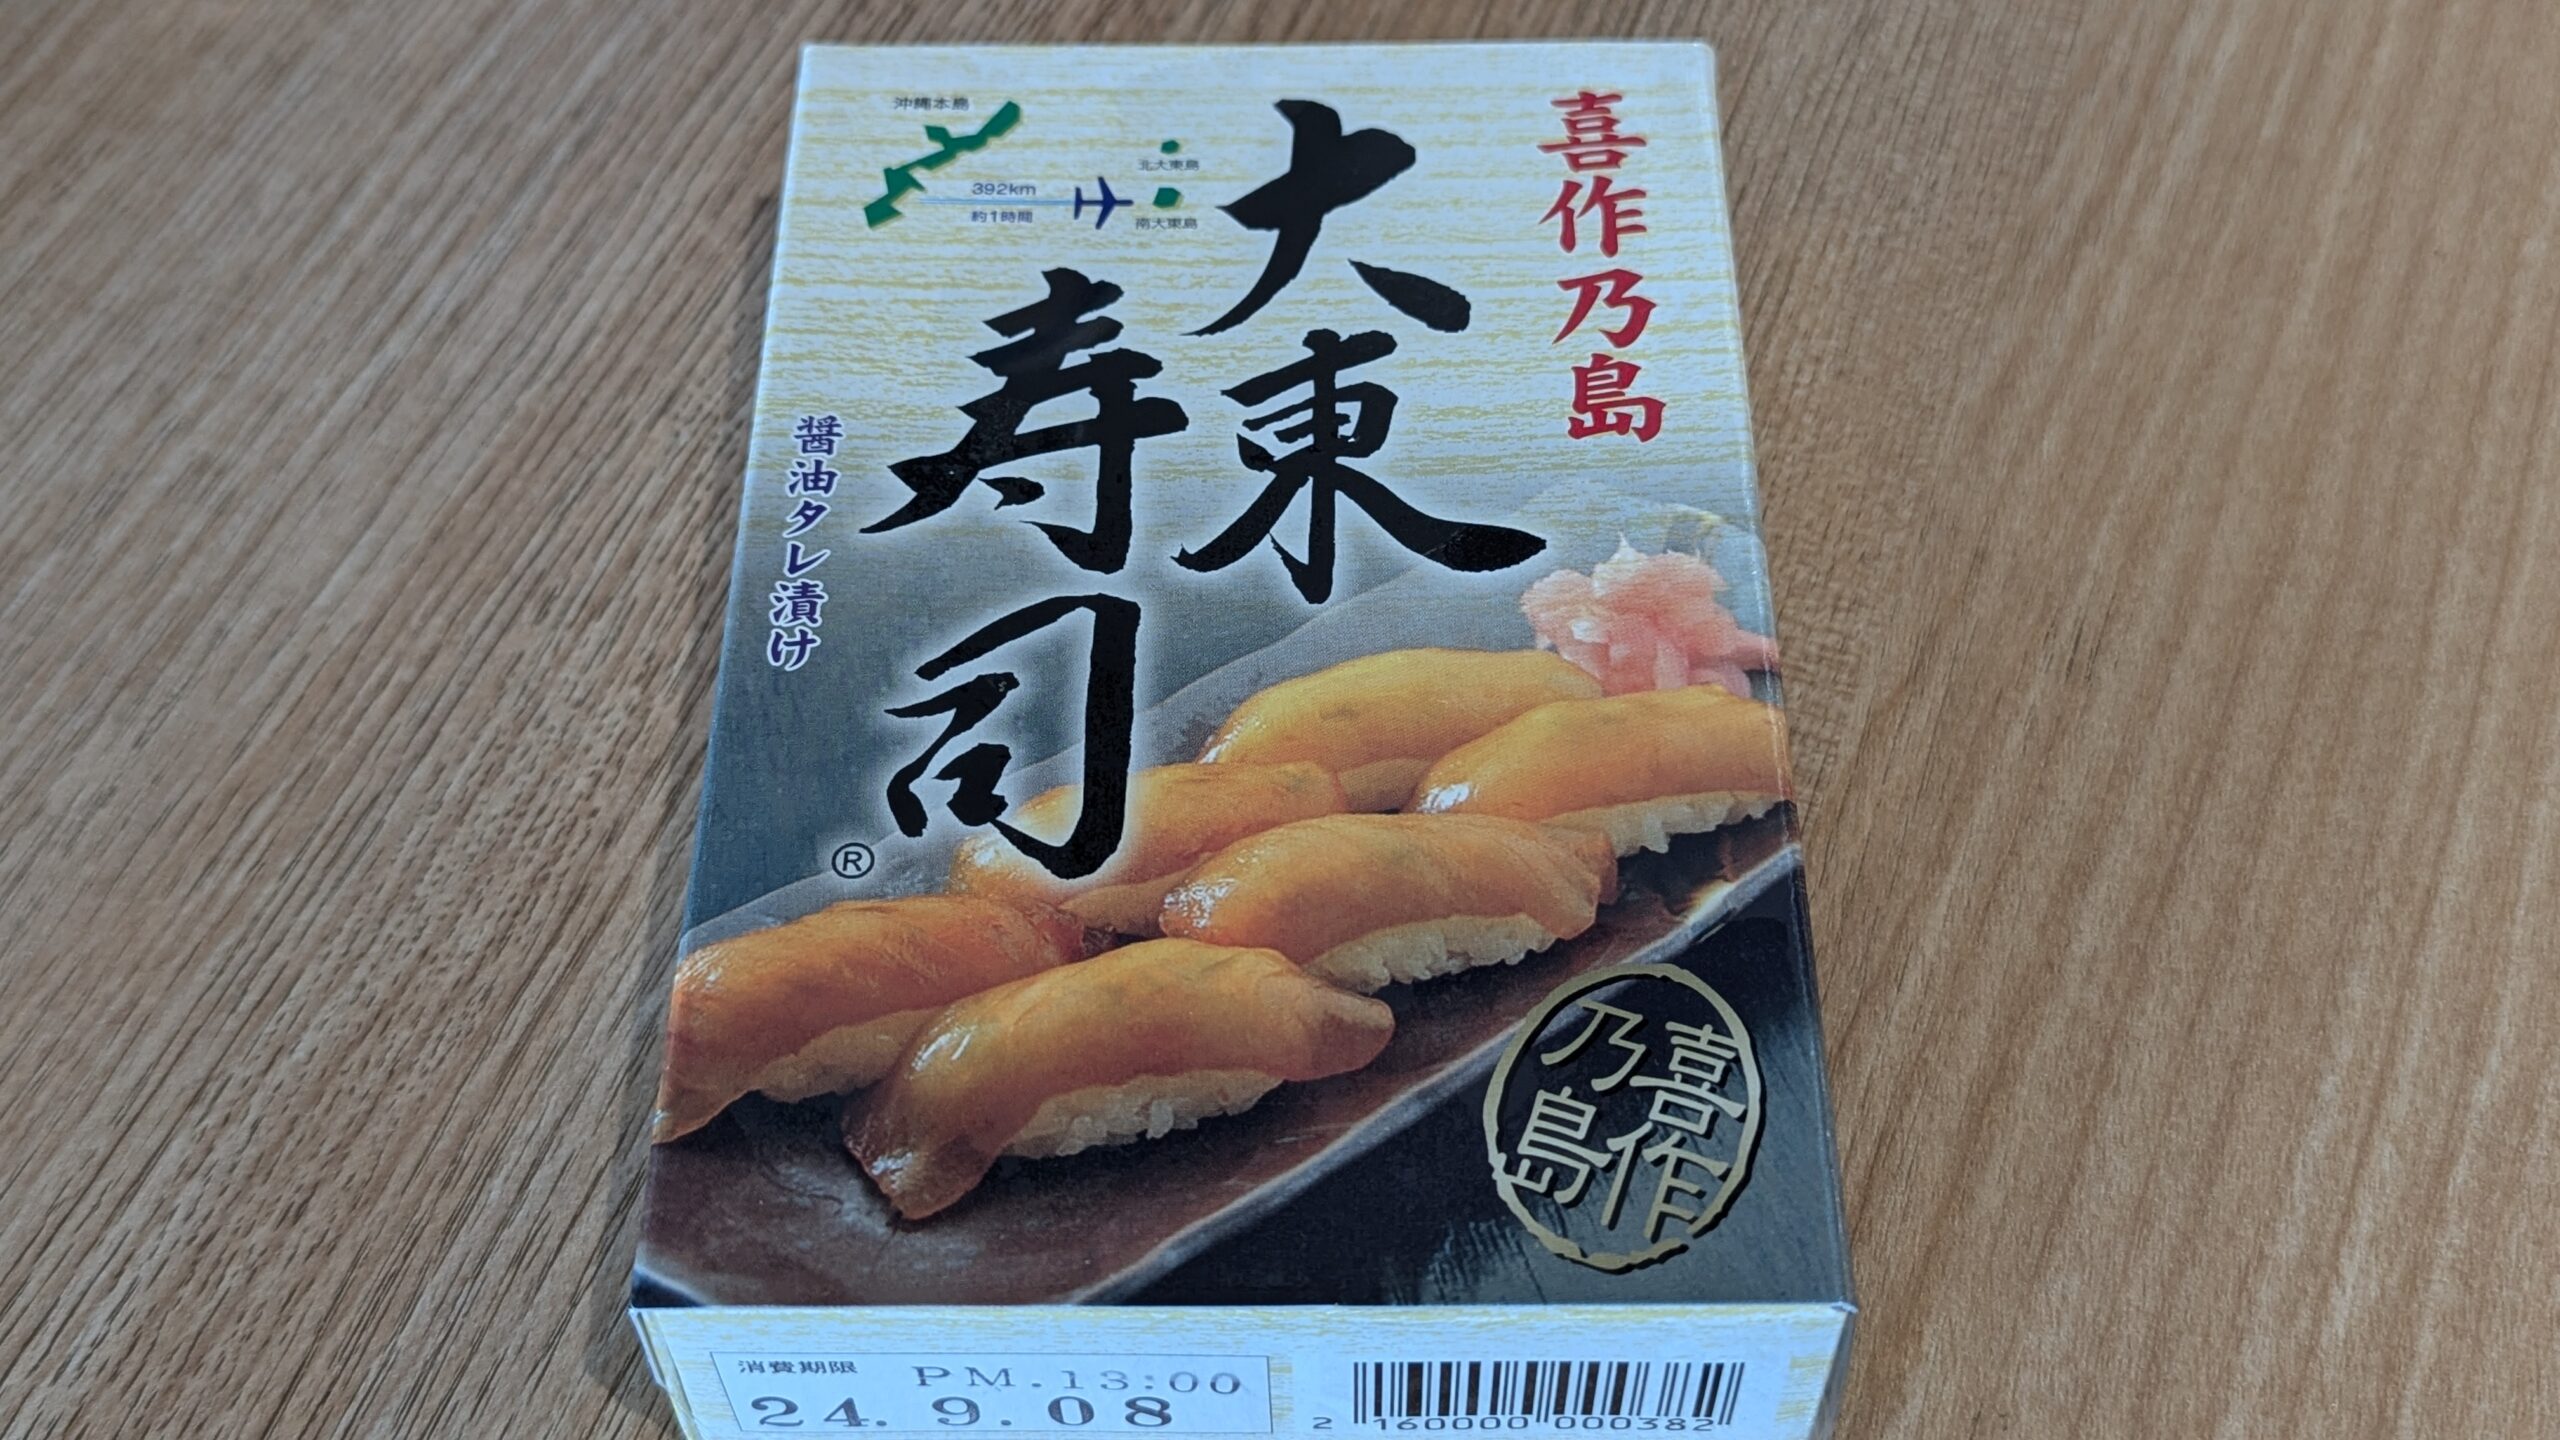 喜作乃島
大東
寿司
®
醤油タレ漬け
沖縄本島
392km
約1時間
北大東島
南大東島
喜作
乃島
消費期限
PM.13:00
24.9.08
2 160000 000382